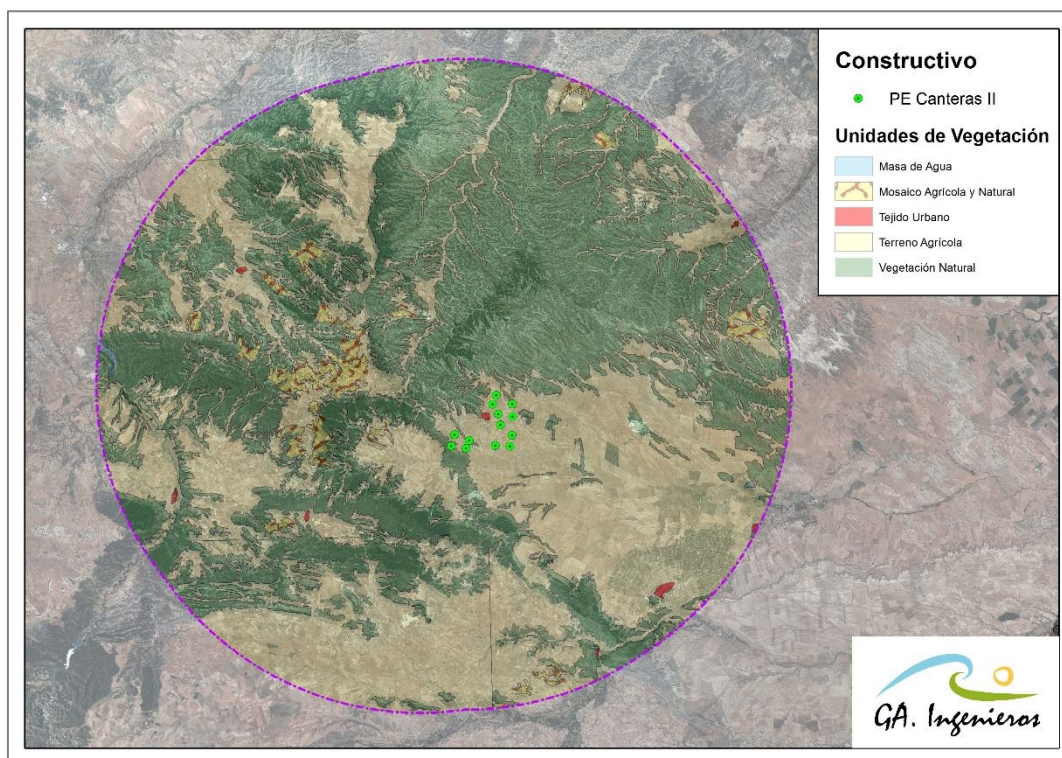 Constructivo
PE Canteras II
Unidades de Vegetación
Masa de Agua
Mosaico Agrícola y Natural
Tejido Urbano
Terreno Agrícola
Vegetación Natural
GA. Ingenieros